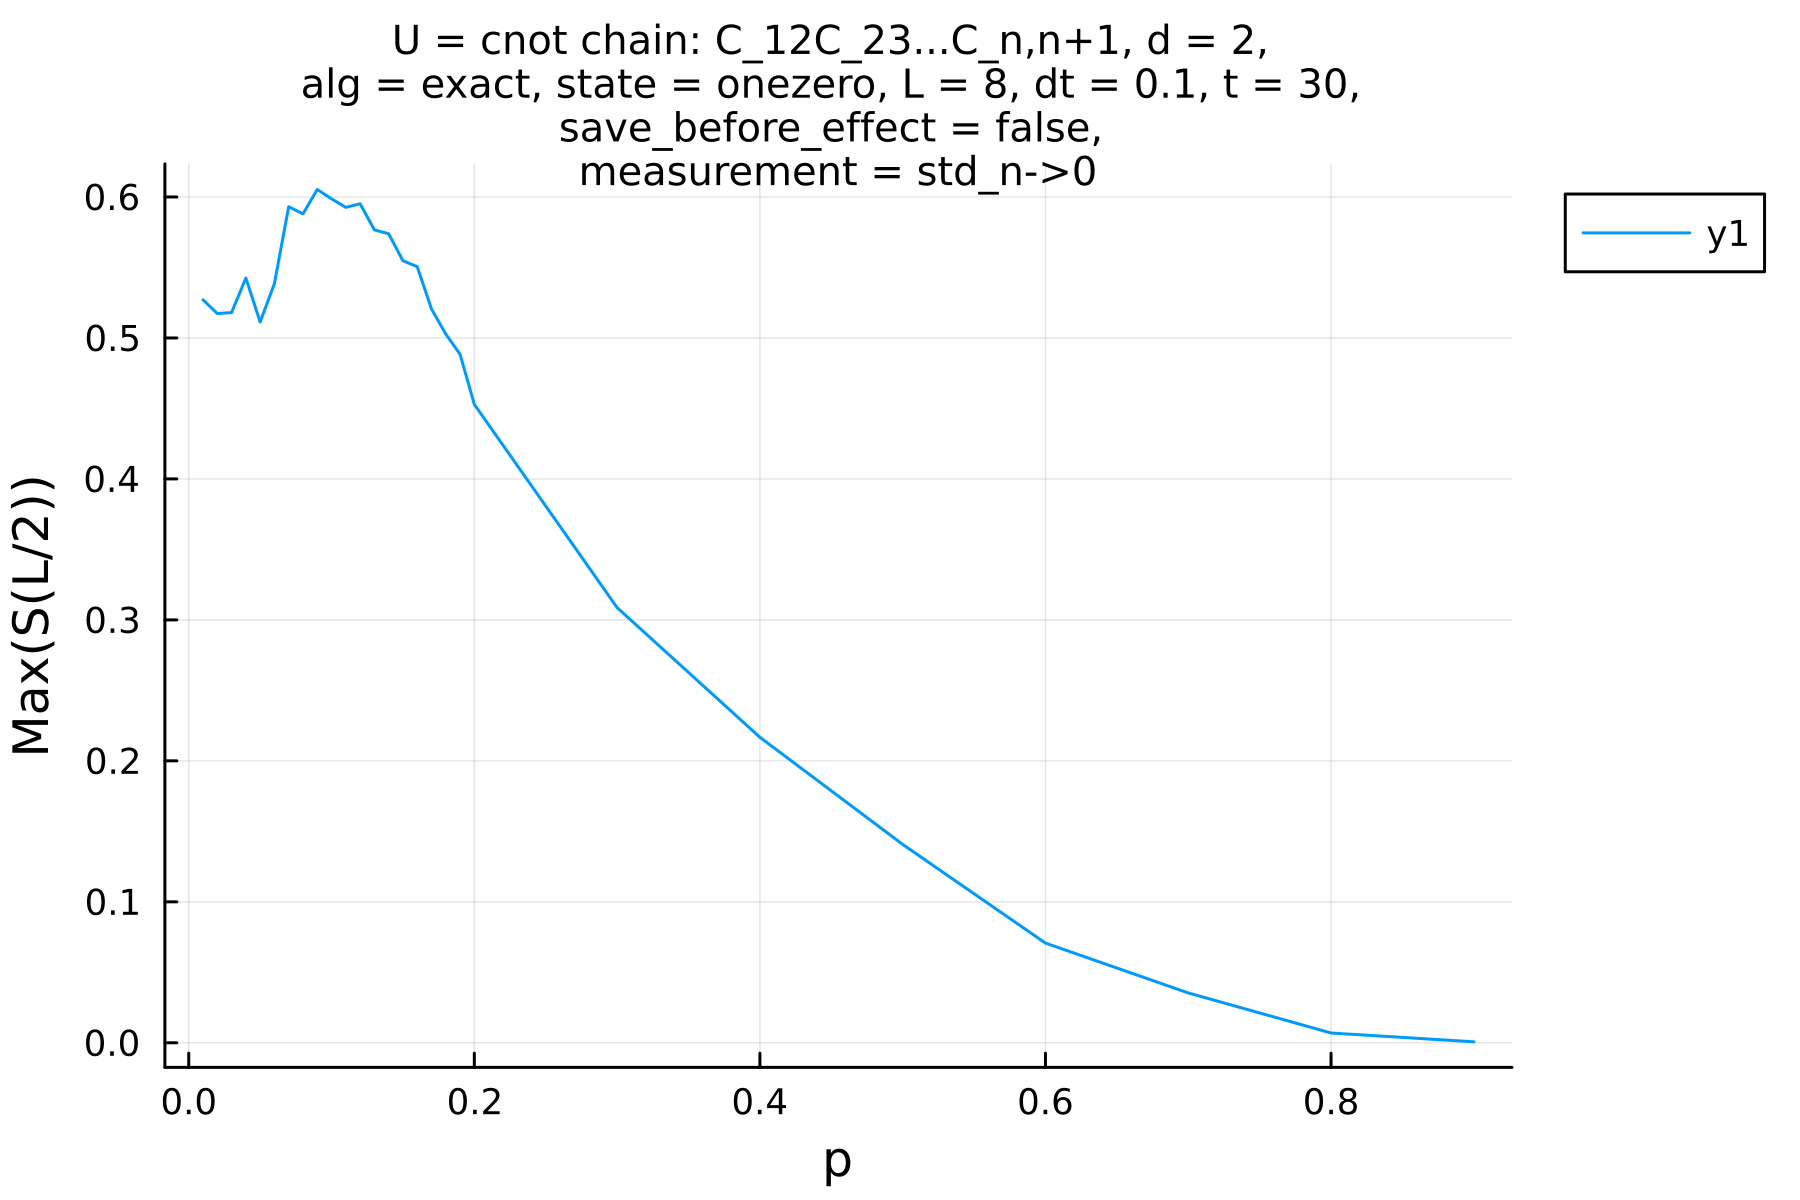 U = cnot chain: C_12C_23...C_n,n+1, d = 2,
alg = exact, state = onezero, L = 8, dt = 0.1, t = 30,
save_before_effect = false,
measurement = std_n->0
y1
Max(S(L/2))
0.6
0.5
0.4
0.3
0.2
0.1
0.0
0.0 0.2 0.4 0.6 0.8
p